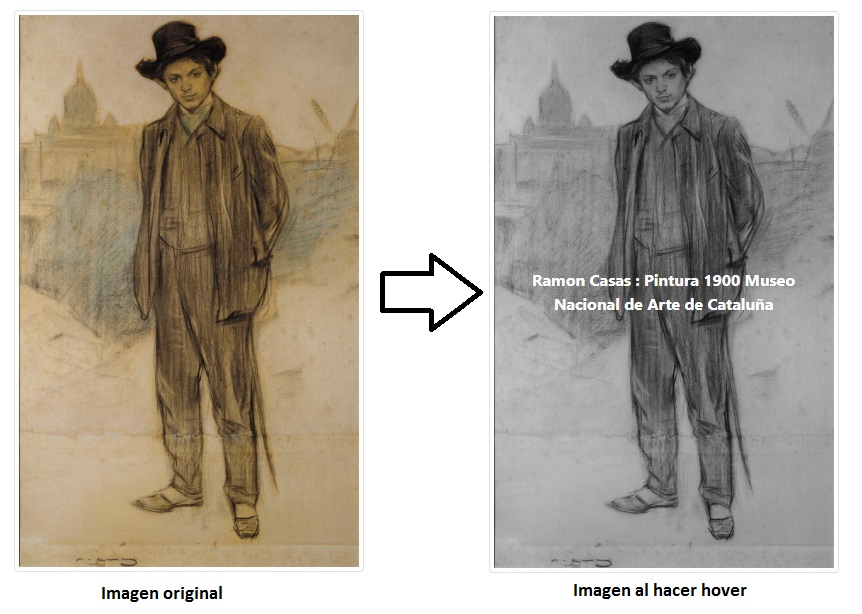 Ramon Casas : Pintura 1900 Museo
Nacional de Arte de Cataluña
Imagen original
Imagen al hacer hover